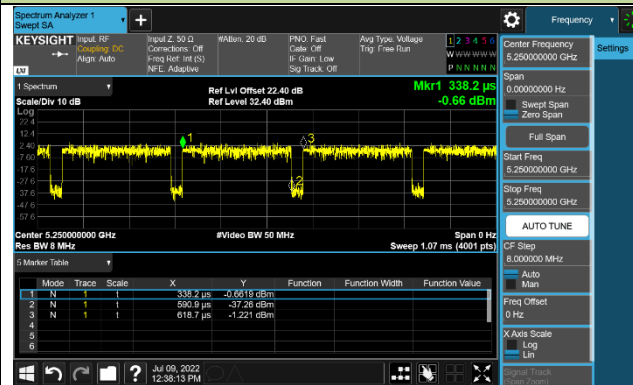 Spectrum Analyzer 1
Swept SA
Frequency
Settings
KEYSIGHT
Input: RF
Coupling: DC
Align: Auto
Input Z: 50 Ω
Corrections: Off
Freq Ref: Int (S)
NFE: Adaptive
#Atten: 20 dB
PNO: Fast
Gate: Off
IF Gain: Low
Sig Track: Off
Avg Type: Voltage
Trig: Free Run
1 2 3 4 5 6
W W W W W W
P N N N N N
LXI
1 Spectrum
Scale/Div 10 dB
Ref Lvl Offset 22.40 dB
Ref Level 32.40 dBm
Mkr1 338.2 µs
-0.66 dBm
Log
22.4
12.4
2.40
-7.60
-17.6
-27.6
-37.6
-47.6
-57.6
1
3
2
Center 5.250000000 GHz
Res BW 8 MHz
#Video BW 50 MHz
Span 0 Hz
Sweep 1.07 ms (4001 pts)
5 Marker Table
Mode Trace Scale X Y Function Function Width Function Value
1 N 1 t 338.2 µs -0.6619 dBm
2 N 1 t 590.9 µs -37.26 dBm
3 N 1 t 618.7 µs -1.221 dBm
4
5
6
Jul 09, 2022
12:38:13 PM
Center Frequency
5.250000000 GHz
Span
0.00000000 Hz
Swept Span
Zero Span
Full Span
Start Freq
5.250000000 GHz
Stop Freq
5.250000000 GHz
AUTO TUNE
CF Step
8.000000 MHz
Auto
Man
Freq Offset
0 Hz
X Axis Scale
Log
Lin
Signal Track
(Span Zoom)